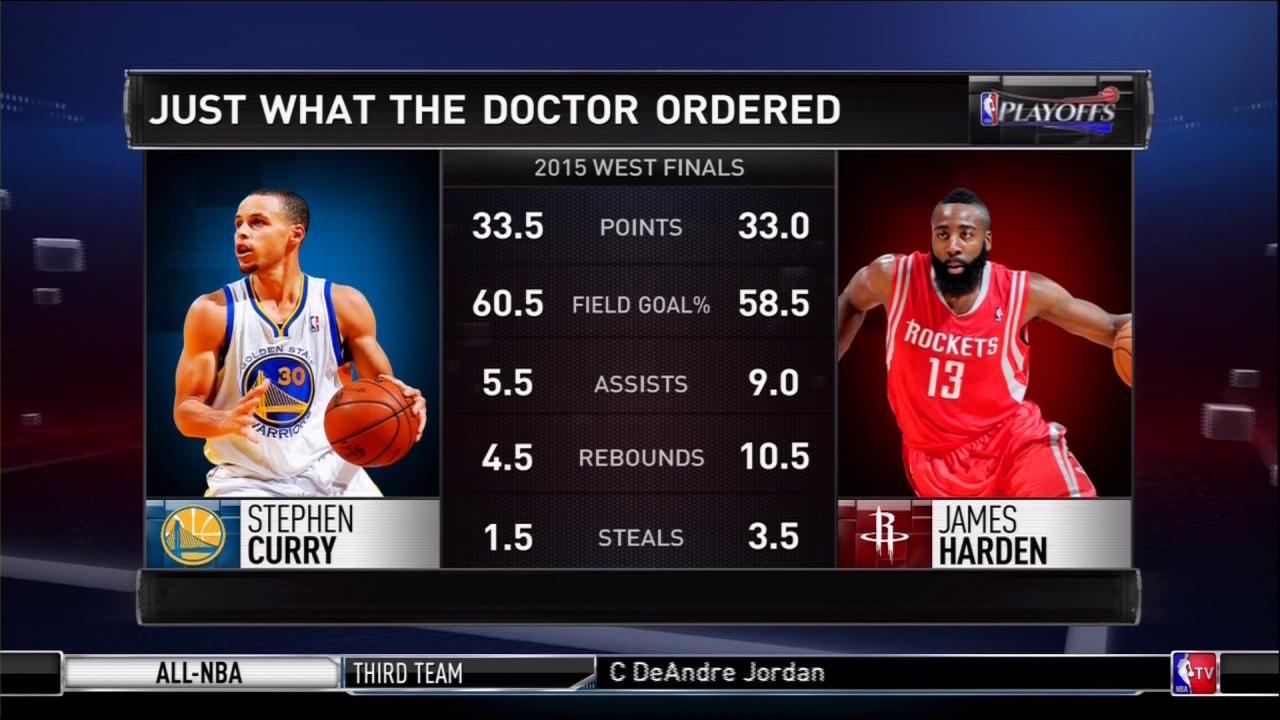 JUST WHAT THE DOCTOR ORDERED
PLAYOFFS
2015 WEST FINALS
33.5 POINTS 33.0
60.5 FIELD GOAL% 58.5
5.5 ASSISTS 9.0
4.5 REBOUNDS 10.5
1.5 STEALS 3.5
GOLDEN STA
30
WARRIORS
ROCKETS
13
STEPHEN
CURRY
R
JAMES
HARDEN
ALL-NBA THIRD TEAM C DeAndre Jordan
NBA TV